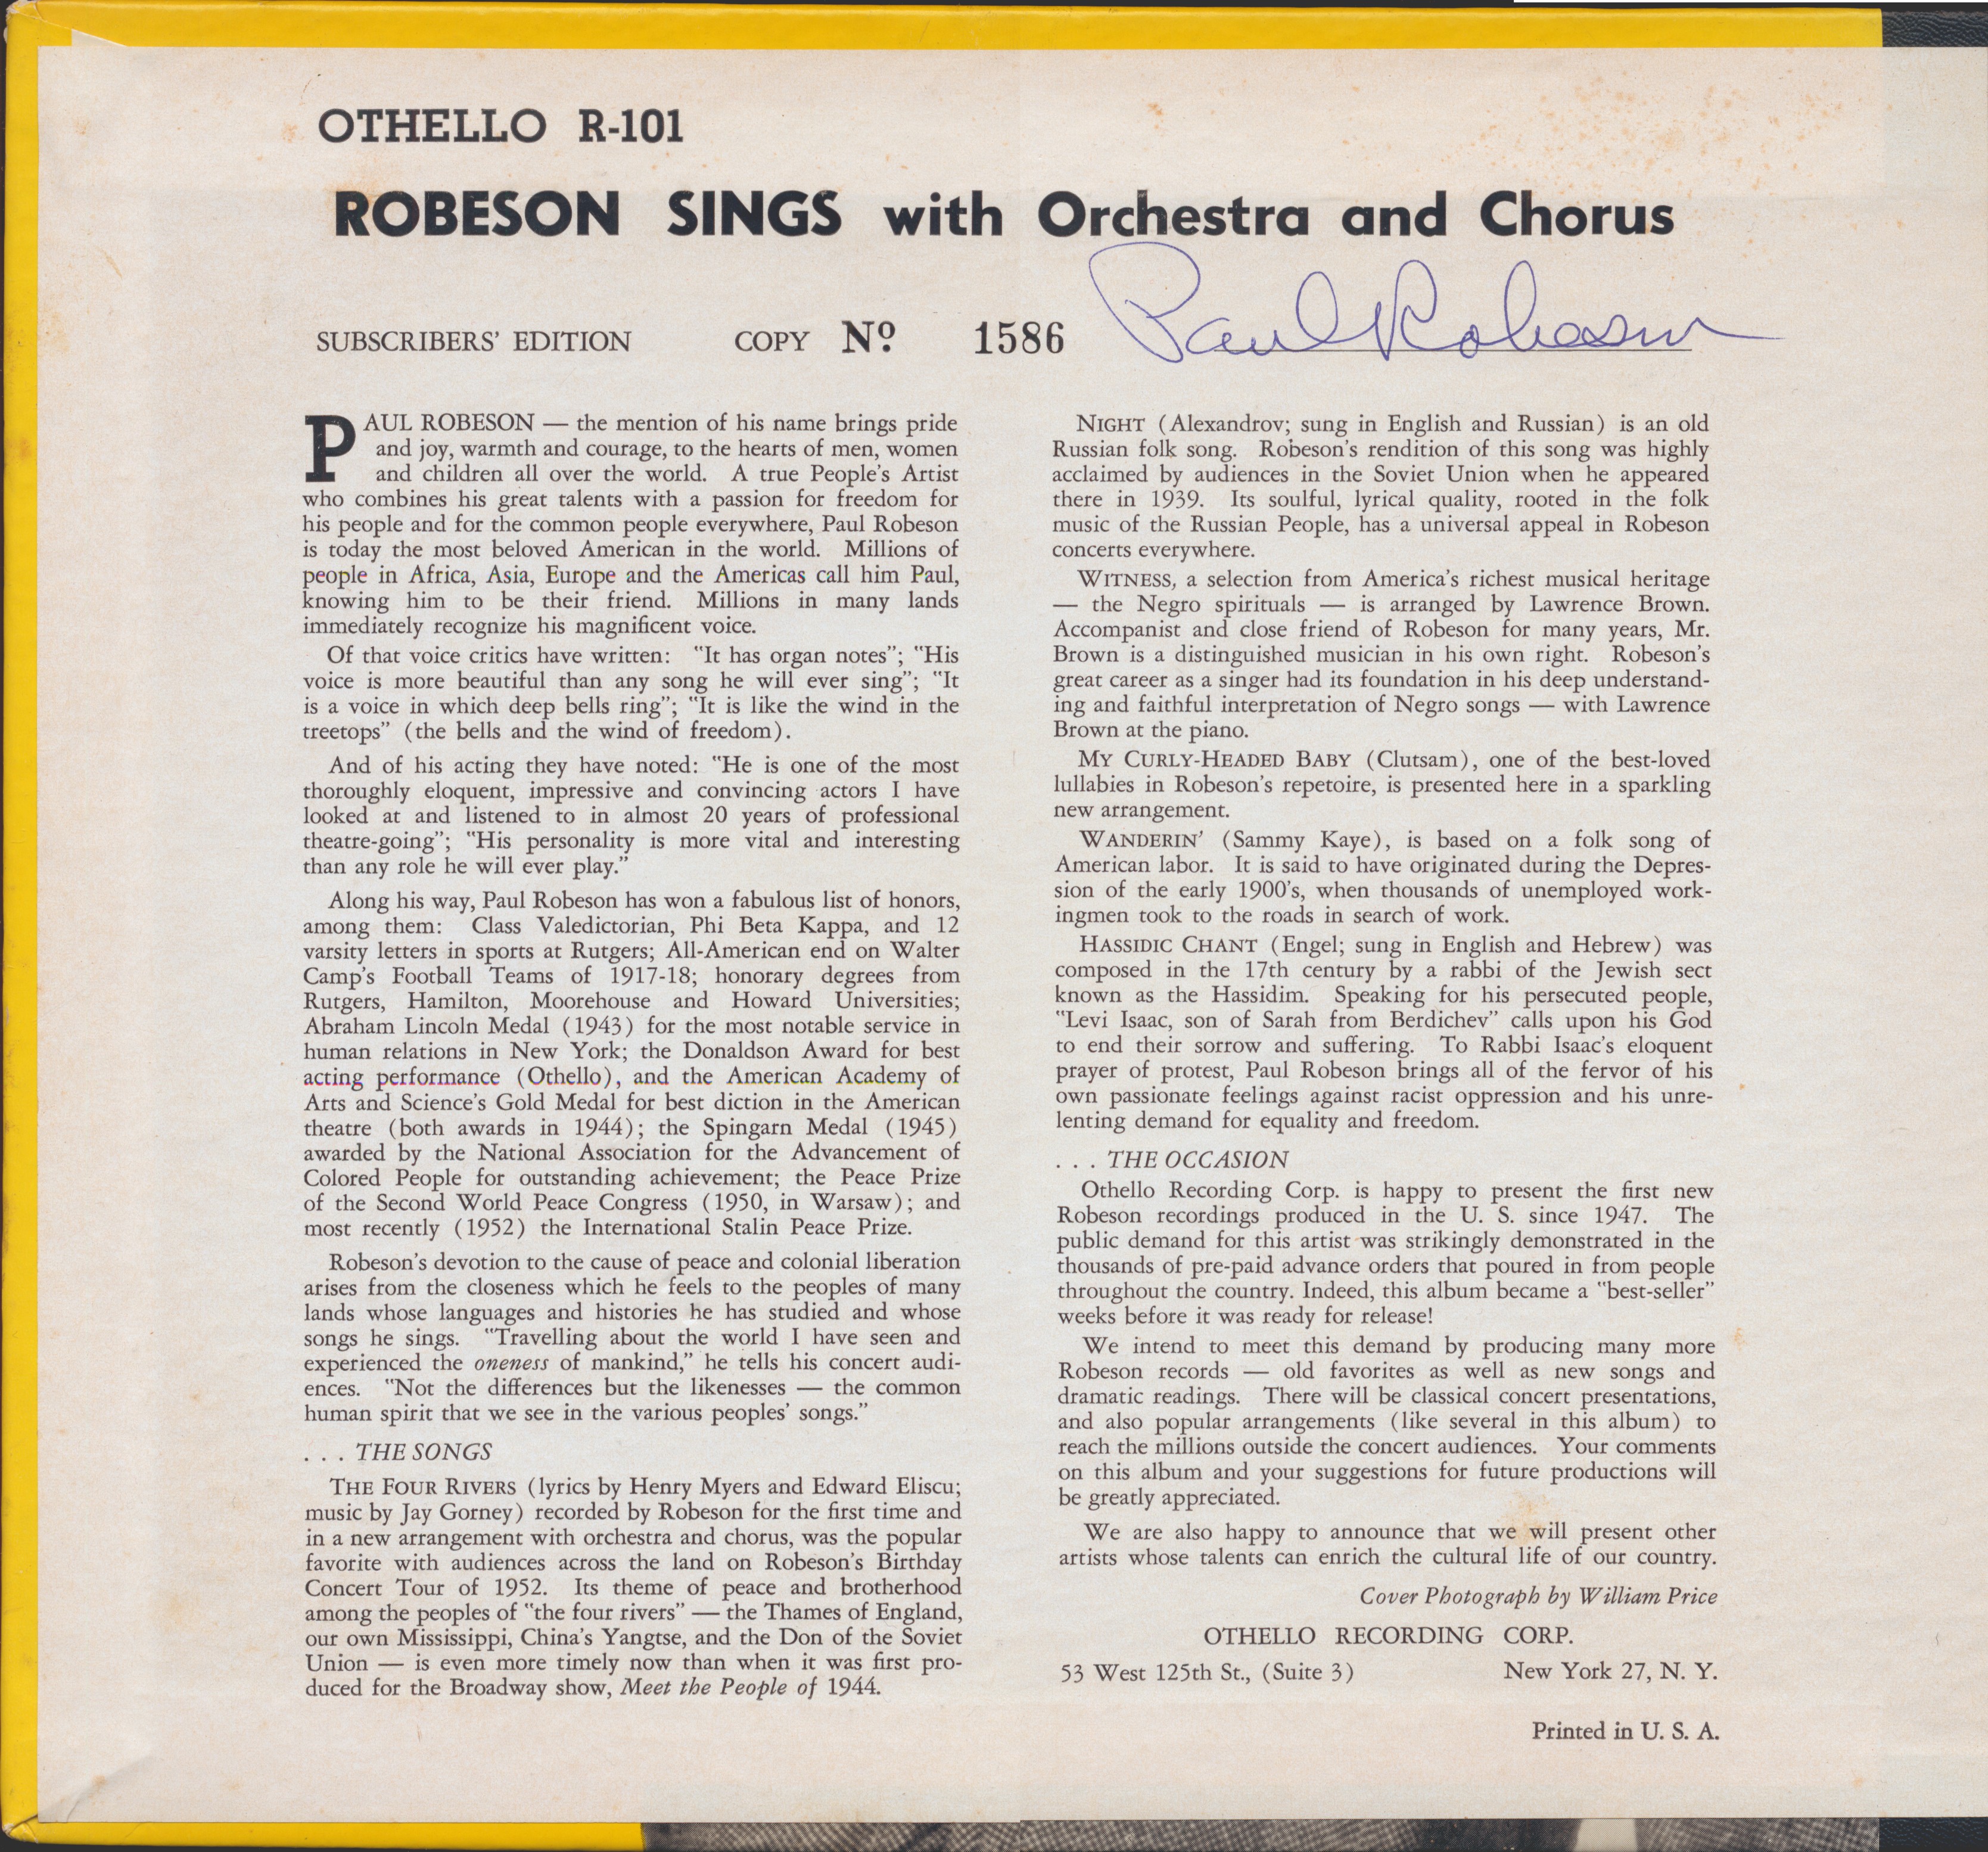 OTHELLO R-101
ROBESON SINGS with Orchestra and Chorus
SUBSCRIBERS' EDITION COPY Nº 1586 Paul Robeson
PAUL ROBESON — the mention of his name brings pride
and joy, warmth and courage, to the hearts of men, women
and children all over the world. A true People's Artist
who combines his great talents with a passion for freedom for
his people and for the common people everywhere, Paul Robeson
is today the most beloved American in the world. Millions of
people in Africa, Asia, Europe and the Americas call him Paul,
knowing him to be their friend. Millions in many lands
immediately recognize his magnificent voice.
Of that voice critics have written: "It has organ notes"; "His
voice is more beautiful than any song he will ever sing"; "It
is a voice in which deep bells ring"; "It is like the wind in the
treetops" (the bells and the wind of freedom).
And of his acting they have noted: "He is one of the most
thoroughly eloquent, impressive and convincing actors I have
looked at and listened to in almost 20 years of professional
theatre-going"; "His personality is more vital and interesting
than any role he will ever play."
Along his way, Paul Robeson has won a fabulous list of honors,
among them: Class Valedictorian, Phi Beta Kappa, and 12
varsity letters in sports at Rutgers; All-American end on Walter
Camp's Football Teams of 1917-18; honorary degrees from
Rutgers, Hamilton, Moorehouse and Howard Universities;
Abraham Lincoln Medal (1943) for the most notable service in
human relations in New York; the Donaldson Award for best
acting performance (Othello), and the American Academy of
Arts and Science's Gold Medal for best diction in the American
theatre (both awards in 1944); the Spingarn Medal (1945)
awarded by the National Association for the Advancement of
Colored People for outstanding achievement; the Peace Prize
of the Second World Peace Congress (1950, in Warsaw); and
most recently (1952) the International Stalin Peace Prize.
Robeson's devotion to the cause of peace and colonial liberation
arises from the closeness which he feels to the peoples of many
lands whose languages and histories he has studied and whose
songs he sings. "Travelling about the world I have seen and
experienced the oneness of mankind," he tells his concert audi-
ences. "Not the differences but the likenesses — the common
human spirit that we see in the various peoples' songs."
. . . THE SONGS
THE FOUR RIVERS (lyrics by Henry Myers and Edward Eliscu;
music by Jay Gorney) recorded by Robeson for the first time and
in a new arrangement with orchestra and chorus, was the popular
favorite with audiences across the land on Robeson's Birthday
Concert Tour of 1952. Its theme of peace and brotherhood
among the peoples of "the four rivers" — the Thames of England,
our own Mississippi, China's Yangtse, and the Don of the Soviet
Union — is even more timely now than when it was first pro-
duced for the Broadway show, Meet the People of 1944.
NIGHT (Alexandrov; sung in English and Russian) is an old
Russian folk song. Robeson's rendition of this song was highly
acclaimed by audiences in the Soviet Union when he appeared
there in 1939. Its soulful, lyrical quality, rooted in the folk
music of the Russian People, has a universal appeal in Robeson
concerts everywhere.
WITNESS, a selection from America's richest musical heritage
— the Negro spirituals — is arranged by Lawrence Brown.
Accompanist and close friend of Robeson for many years, Mr.
Brown is a distinguished musician in his own right. Robeson's
great career as a singer had its foundation in his deep understand-
ing and faithful interpretation of Negro songs — with Lawrence
Brown at the piano.
MY CURLY-HEADED BABY (Clutsam), one of the best-loved
lullabies in Robeson's repetoire, is presented here in a sparkling
new arrangement.
WANDERIN' (Sammy Kaye), is based on a folk song of
American labor. It is said to have originated during the Depres-
sion of the early 1900's, when thousands of unemployed work-
ingmen took to the roads in search of work.
HASSIDIC CHANT (Engel; sung in English and Hebrew) was
composed in the 17th century by a rabbi of the Jewish sect
known as the Hassidim. Speaking for his persecuted people,
"Levi Isaac, son of Sarah from Berdichev" calls upon his God
to end their sorrow and suffering. To Rabbi Isaac's eloquent
prayer of protest, Paul Robeson brings all of the fervor of his
own passionate feelings against racist oppression and his unre-
lenting demand for equality and freedom.
. . . THE OCCASION
Othello Recording Corp. is happy to present the first new
Robeson recordings produced in the U. S. since 1947. The
public demand for this artist was strikingly demonstrated in the
thousands of pre-paid advance orders that poured in from people
throughout the country. Indeed, this album became a "best-seller"
weeks before it was ready for release!
We intend to meet this demand by producing many more
Robeson records — old favorites as well as new songs and
dramatic readings. There will be classical concert presentations,
and also popular arrangements (like several in this album) to
reach the millions outside the concert audiences. Your comments
on this album and your suggestions for future productions will
be greatly appreciated.
We are also happy to announce that we will present other
artists whose talents can enrich the cultural life of our country.
Cover Photograph by William Price
OTHELLO RECORDING CORP.
53 West 125th St., (Suite 3) New York 27, N. Y.
Printed in U. S. A.